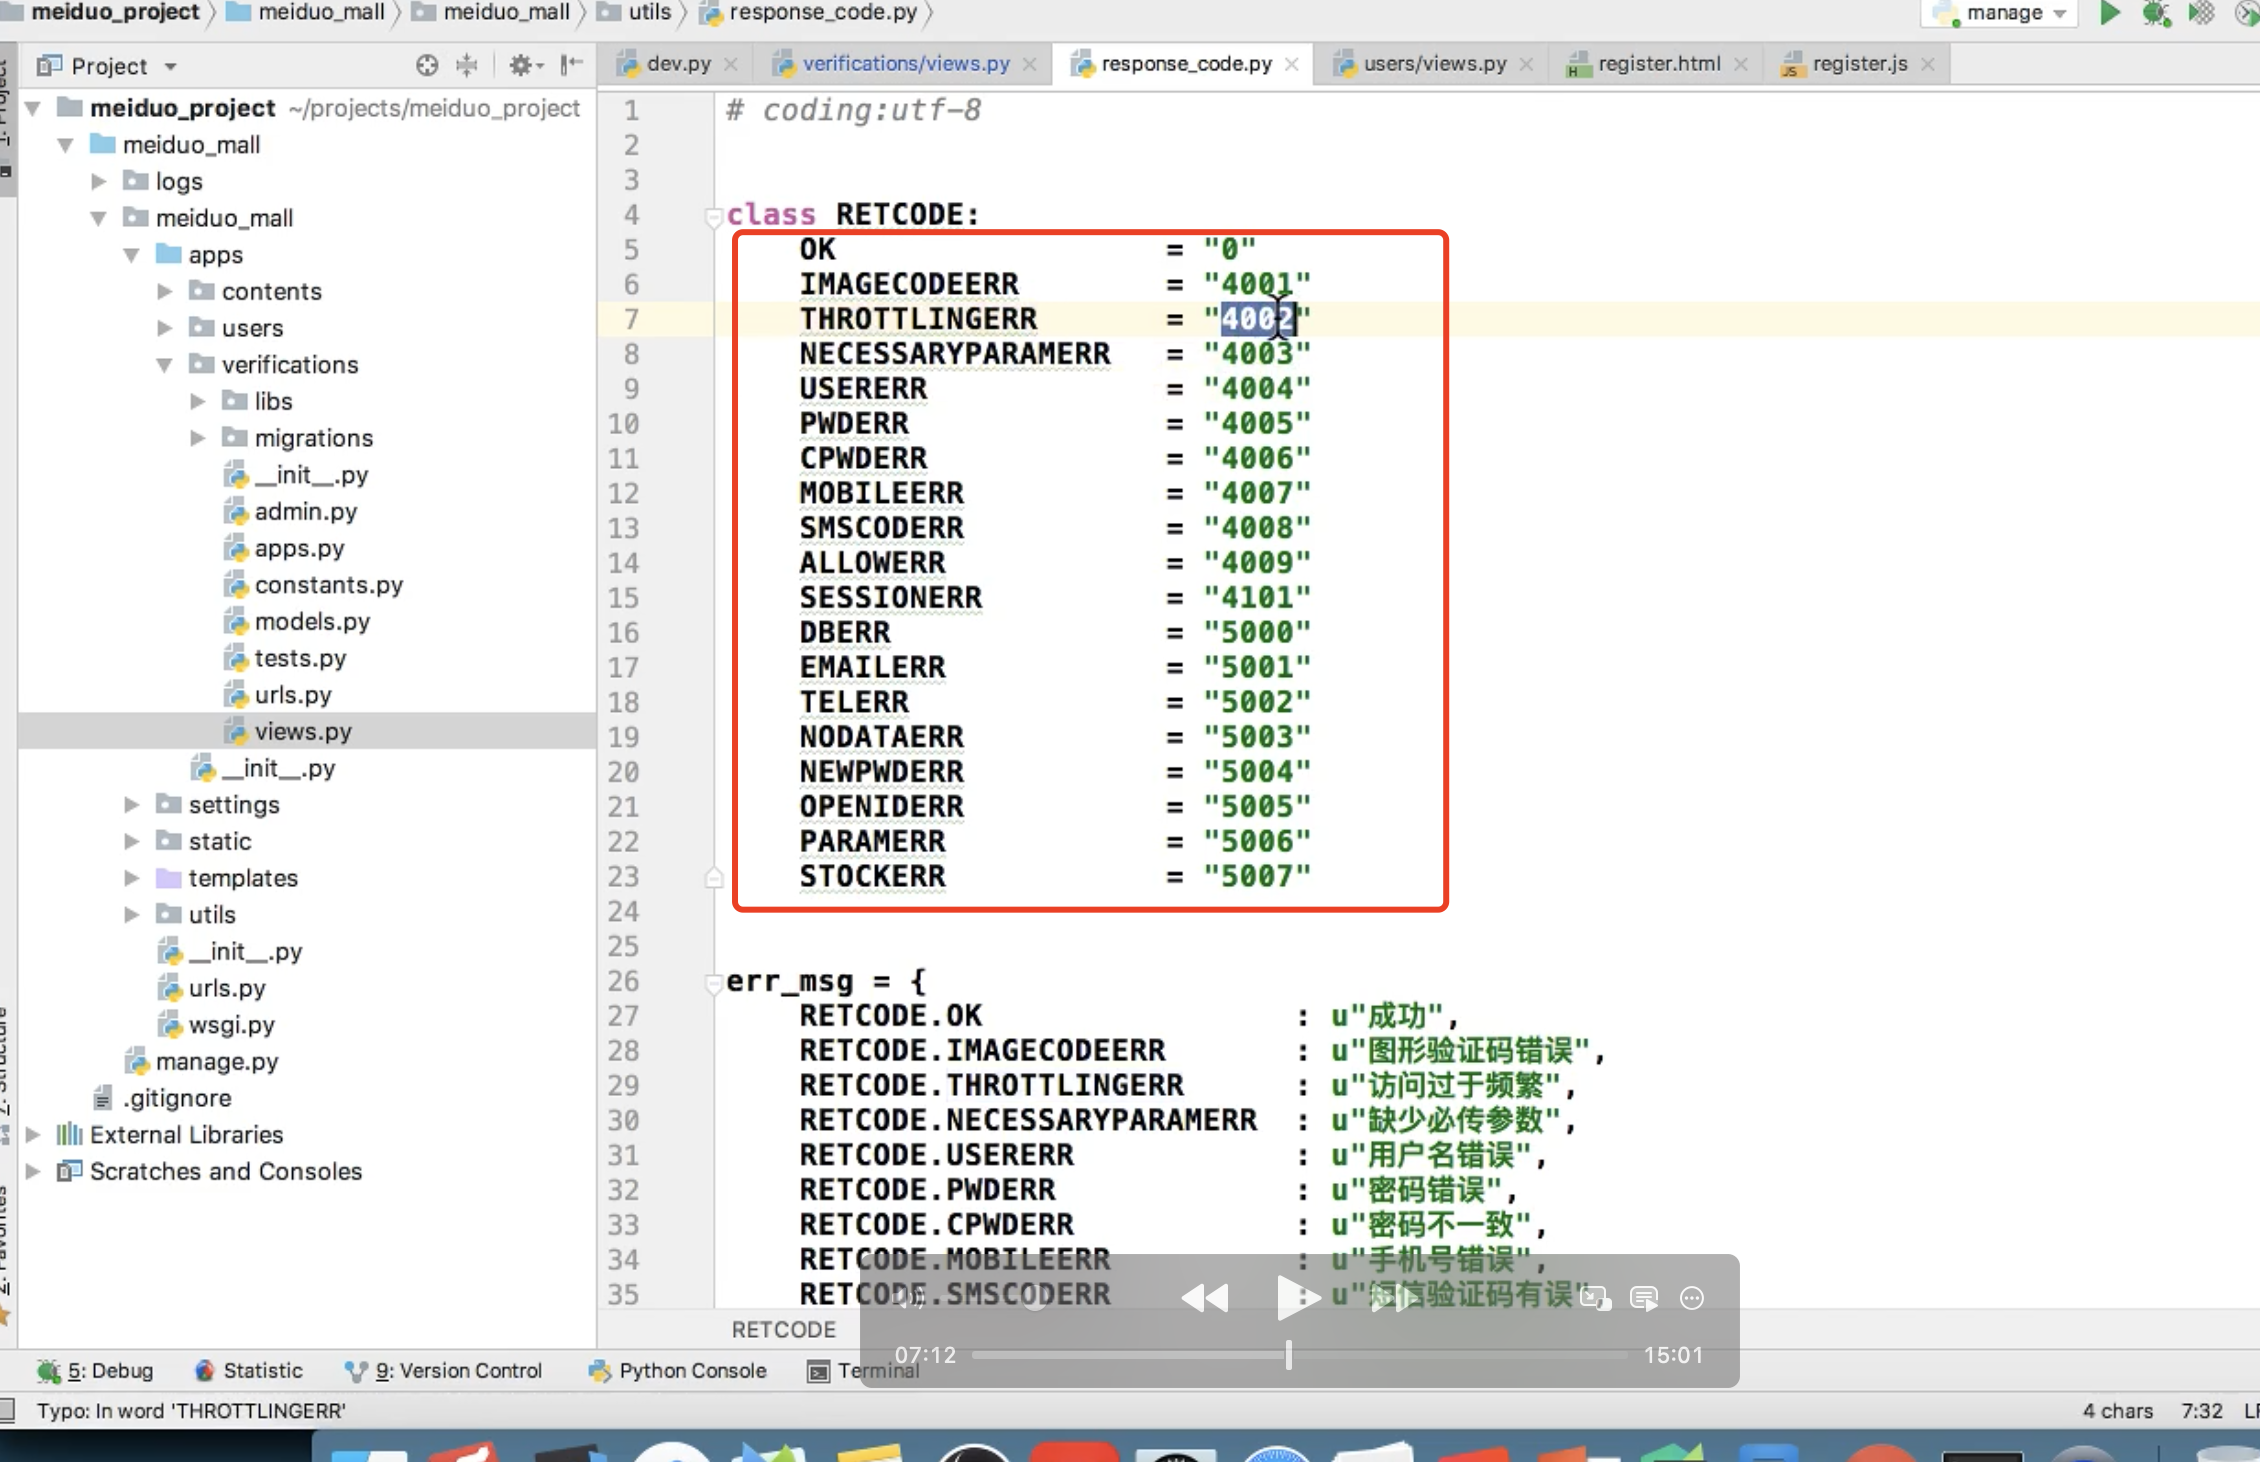 meiduo_project meiduo_mall meiduo_mall utils response_code.py manage
Project
dev.py verifications/views.py response_code.py users/views.py register.html register.js
meiduo_project ~/projects/meiduo_project
meiduo_mall
logs
meiduo_mall
apps
contents
users
verifications
libs
migrations
__init__.py
admin.py
apps.py
constants.py
models.py
tests.py
urls.py
views.py
__init__.py
settings
static
templates
utils
__init__.py
urls.py
wsgi.py
manage.py
.gitignore
External Libraries
Scratches and Consoles
1 # coding:utf-8
2
3
4 class RETCODE:
5 OK = "0"
6 IMAGECODEERR = "4001"
7 THROTTLINGERR = "4002"
8 NECESSARYPARAMERR = "4003"
9 USERERR = "4004"
10 PWDERR = "4005"
11 CPWDERR = "4006"
12 MOBILEERR = "4007"
13 SMSCODERR = "4008"
14 ALLOWERR = "4009"
15 SESSIONERR = "4101"
16 DBERR = "5000"
17 EMAILERR = "5001"
18 TELERR = "5002"
19 NODATAERR = "5003"
20 NEWPWDERR = "5004"
21 OPENIDERR = "5005"
22 PARAMERR = "5006"
23 STOCKERR = "5007"
24
25
26 err_msg = {
27 RETCODE.OK : u"成功",
28 RETCODE.IMAGECODEERR : u"图形验证码错误",
29 RETCODE.THROTTLINGERR : u"访问过于频繁",
30 RETCODE.NECESSARYPARAMERR : u"缺少必传参数",
31 RETCODE.USERERR : u"用户名错误",
32 RETCODE.PWDERR : u"密码错误",
33 RETCODE.CPWDERR : u"密码不一致",
34 RETCODE.MOBILEERR : u"手机号错误",
35 RETCODE.SMSCODERR : u"短信验证码有误",
RETCODE
07:12 15:01
5: Debug Statistic 9: Version Control Python Console Terminal
Typo: In word 'THROTTLINGERR' 4 chars 7:32